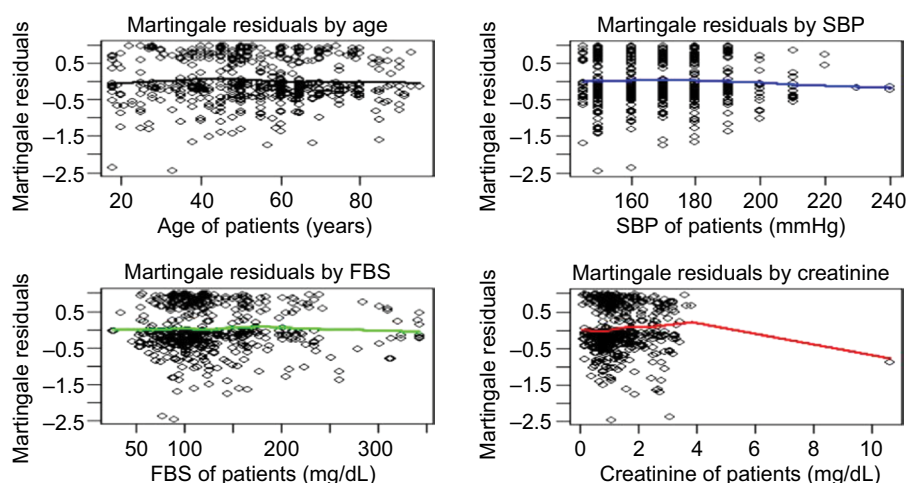 Martingale residuals by age
Martingale residuals
0.5
−0.5
−1.5
−2.5
20 40 60 80
Age of patients (years)
Martingale residuals by SBP
Martingale residuals
0.5
−0.5
−1.5
−2.5
160 180 200 220 240
SBP of patients (mmHg)
Martingale residuals by FBS
Martingale residuals
0.5
−0.5
−1.5
−2.5
50 100 200 300
FBS of patients (mg/dL)
Martingale residuals by creatinine
Martingale residuals
0.5
−0.5
−1.5
−2.5
0 2 4 6 8 10
Creatinine of patients (mg/dL)